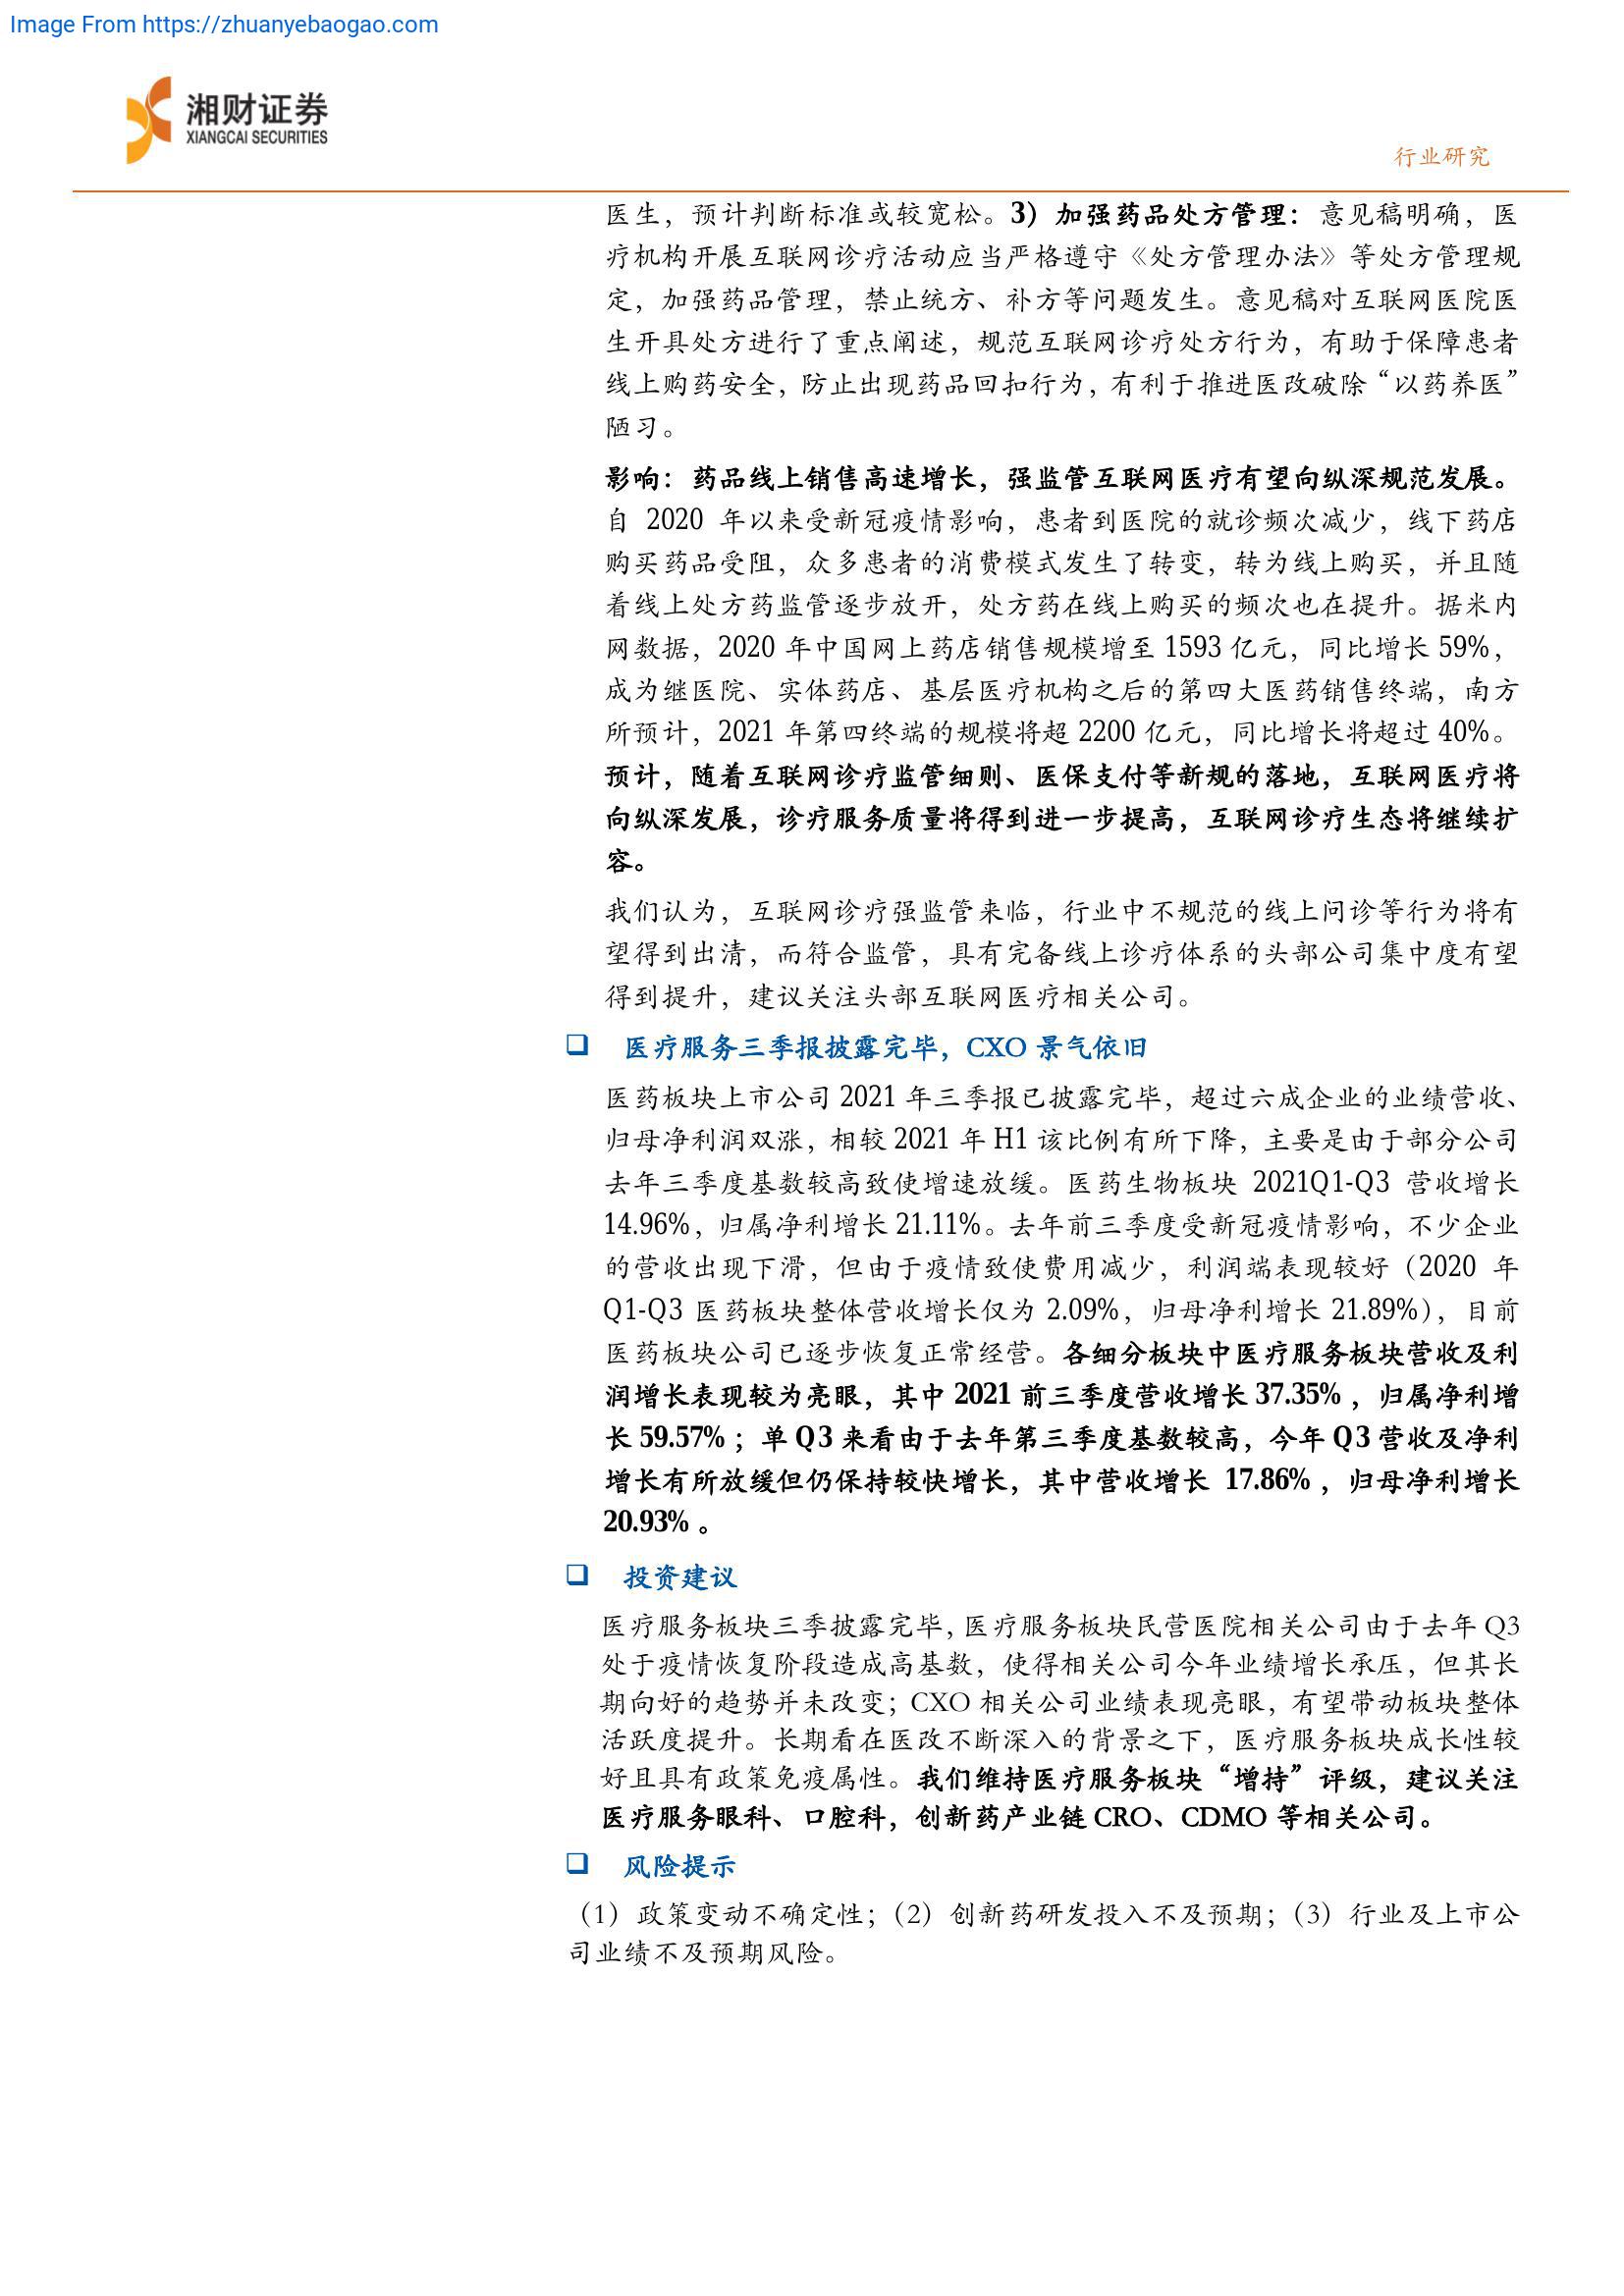 Image From https://zhuanyebaogao.com
湘财证券
XIANGCAI SECURITIES
行业研究
医生，预计判断标准或较宽松。3）加强药品处方管理：意见稿明确，医
疗机构开展互联网诊疗活动应当严格遵守《处方管理办法》等处方管理规
定，加强药品管理，禁止统方、补方等问题发生。意见稿对互联网医院医
生开具处方进行了重点阐述，规范互联网诊疗处方行为，有助于保障患者
线上购药安全，防止出现药品回扣行为，有利于推进医改破除“以药养医”
陋习。
影响：药品线上销售高速增长，强监管互联网医疗有望向纵深规范发展。
自 2020 年以来受新冠疫情影响，患者到医院的就诊频次减少，线下药店
购买药品受阻，众多患者的消费模式发生了转变，转为线上购买，并且随
着线上处方药监管逐步放开，处方药在线上购买的频次也在提升。据米内
网数据，2020 年中国网上药店销售规模增至 1593 亿元，同比增长 59%，
成为继医院、实体药店、基层医疗机构之后的第四大医药销售终端，南方
所预计，2021 年第四终端的规模将超 2200 亿元，同比增长将超过 40%。
预计，随着互联网诊疗监管细则、医保支付等新规的落地，互联网医疗将
向纵深发展，诊疗服务质量将得到进一步提高，互联网诊疗生态将继续扩
容。
我们认为，互联网诊疗强监管来临，行业中不规范的线上问诊等行为将有
望得到出清，而符合监管，具有完备线上诊疗体系的头部公司集中度有望
得到提升，建议关注头部互联网医疗相关公司。
❑ 医疗服务三季报披露完毕，CXO 景气依旧
医药板块上市公司 2021 年三季报已披露完毕，超过六成企业的业绩营收、
归母净利润双涨，相较 2021 年 H1 该比例有所下降，主要是由于部分公司
去年三季度基数较高致使增速放缓。医药生物板块 2021Q1-Q3 营收增长
14.96%，归属净利增长 21.11%。去年前三季度受新冠疫情影响，不少企业
的营收出现下滑，但由于疫情致使费用减少，利润端表现较好（2020 年
Q1-Q3 医药板块整体营收增长仅为 2.09%，归母净利增长 21.89%），目前
医药板块公司已逐步恢复正常经营。各细分板块中医疗服务板块营收及利
润增长表现较为亮眼，其中 2021 前三季度营收增长 37.35%，归属净利增
长 59.57%；单 Q3 来看由于去年第三季度基数较高，今年 Q3 营收及净利
增长有所放缓但仍保持较快增长，其中营收增长 17.86%，归母净利增长
20.93%。
❑ 投资建议
医疗服务板块三季披露完毕，医疗服务板块民营医院相关公司由于去年 Q3
处于疫情恢复阶段造成高基数，使得相关公司今年业绩增长承压，但其长
期向好的趋势并未改变；CXO 相关公司业绩表现亮眼，有望带动板块整体
活跃度提升。长期看在医改不断深入的背景之下，医疗服务板块成长性较
好且具有政策免疫属性。我们维持医疗服务板块“增持”评级，建议关注
医疗服务眼科、口腔科，创新药产业链 CRO、CDMO 等相关公司。
❑ 风险提示
（1）政策变动不确定性；（2）创新药研发投入不及预期；（3）行业及上市公
司业绩不及预期风险。